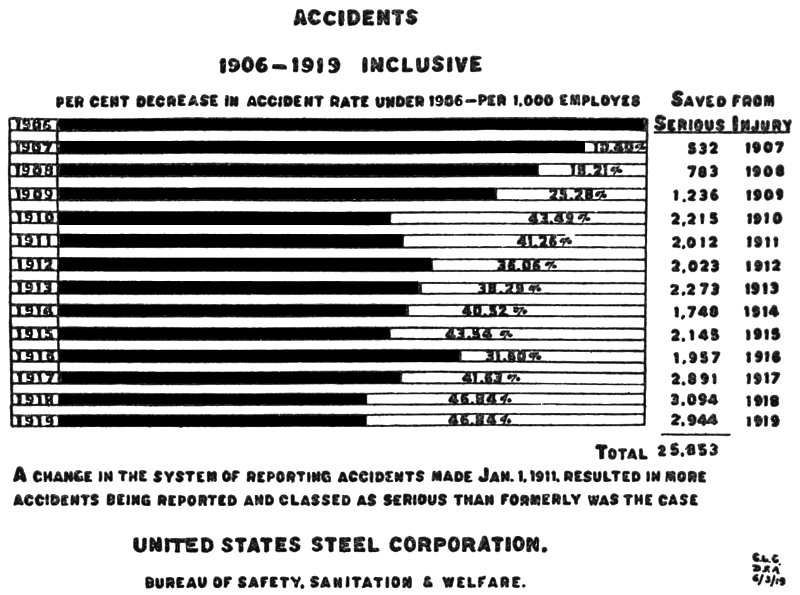 ACCIDENTS
1906–1919 INCLUSIVE
PER CENT DECREASE IN ACCIDENT RATE UNDER 1906–PER 1,000 EMPLOYES
SAVED FROM
SERIOUS INJURY
1906
1907 532 1907
1908 18.21% 783 1908
1909 25.28% 1,236 1909
1910 43.49% 2,215 1910
1911 41.26% 2,012 1911
1912 36.06% 2,023 1912
1913 38.29% 2,273 1913
1914 40.52% 1,748 1914
1915 43.54% 2,145 1915
1916 31.60% 1,957 1916
1917 41.63% 2,891 1917
1918 46.84% 3,094 1918
1919 46.84% 2,944 1919
TOTAL 25,853
A CHANGE IN THE SYSTEM OF REPORTING ACCIDENTS MADE JAN. 1, 1911, RESULTED IN MORE
ACCIDENTS BEING REPORTED AND CLASSED AS SERIOUS THAN FORMERLY WAS THE CASE
UNITED STATES STEEL CORPORATION.
BUREAU OF SAFETY, SANITATION & WELFARE.